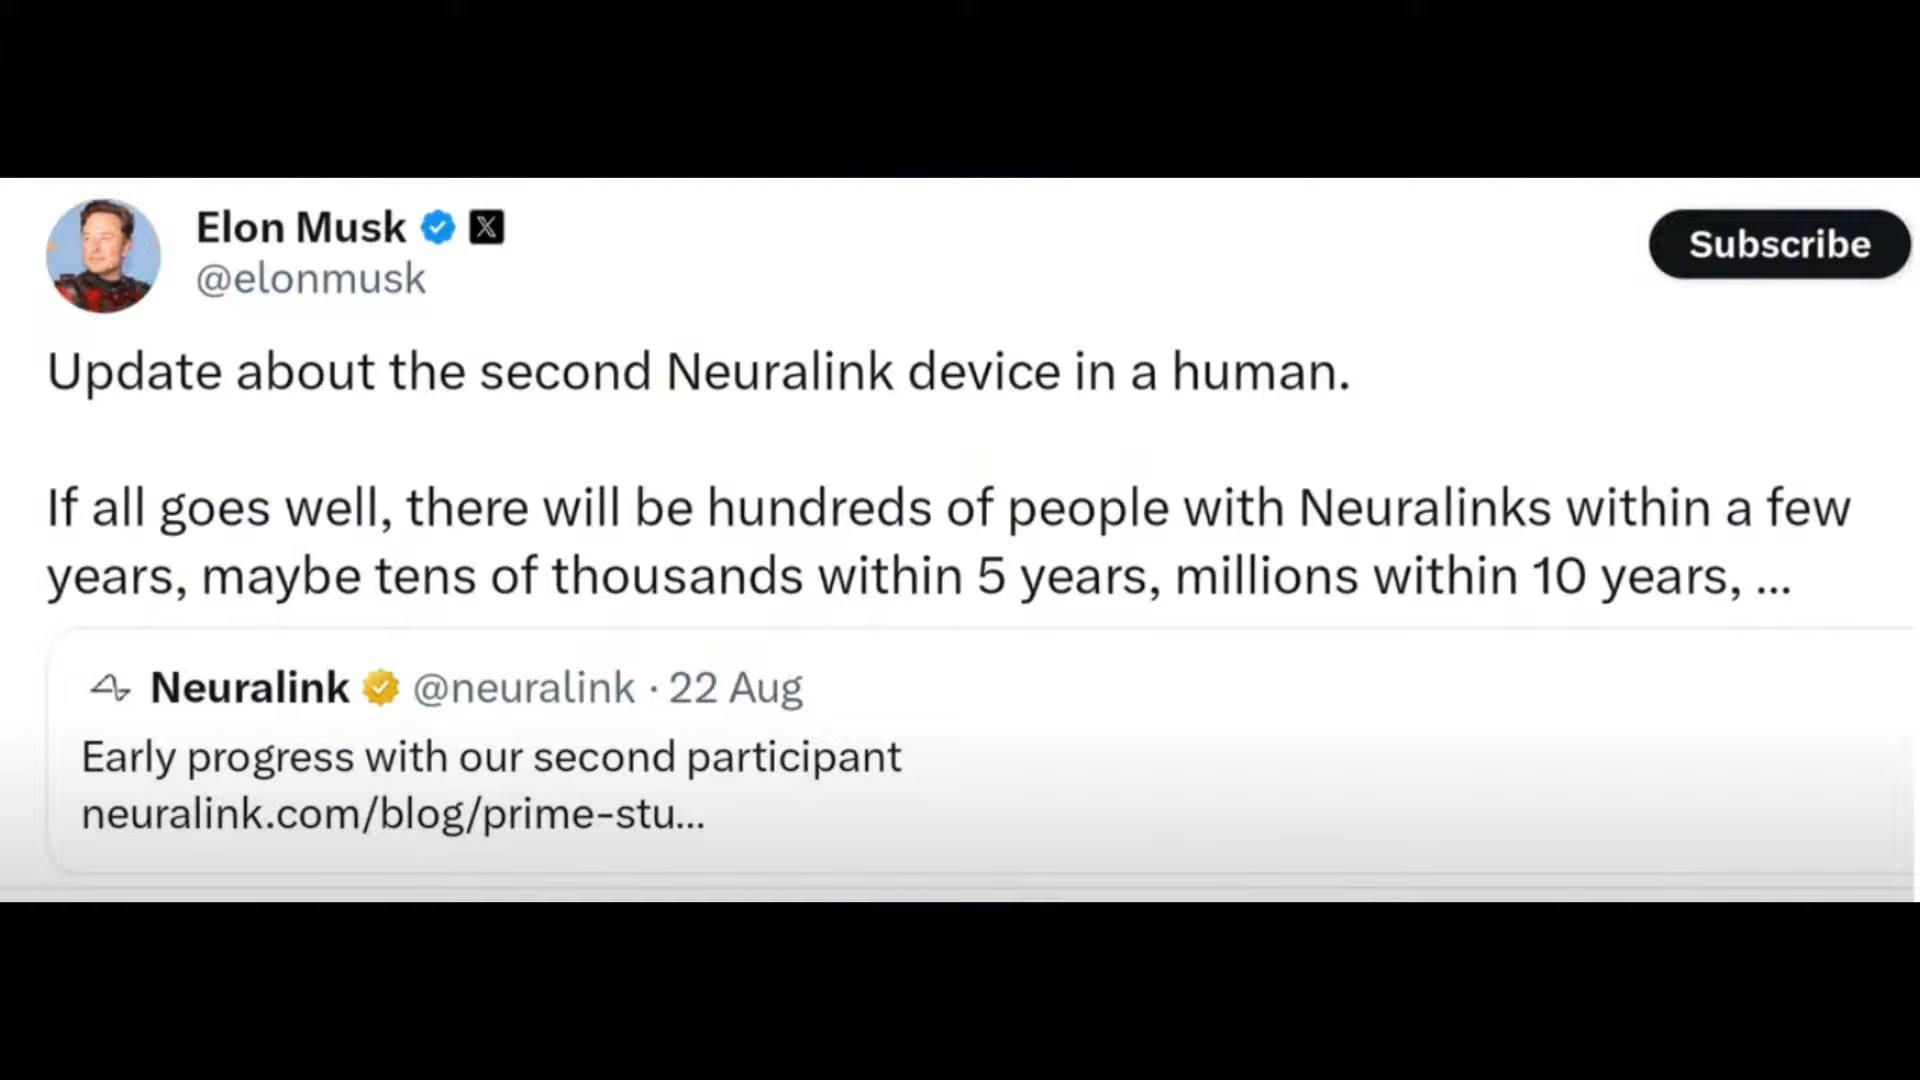 Elon Musk
Subscribe
@elonmusk
Update about the second Neuralink device in a human.
If all goes well, there will be hundreds of people with Neuralinks within a few
years, maybe tens of thousands within 5 years, millions within 10 years, ...
Neuralink @neuralink · 22 Aug
Early progress with our second participant
neuralink.com/blog/prime-stu...